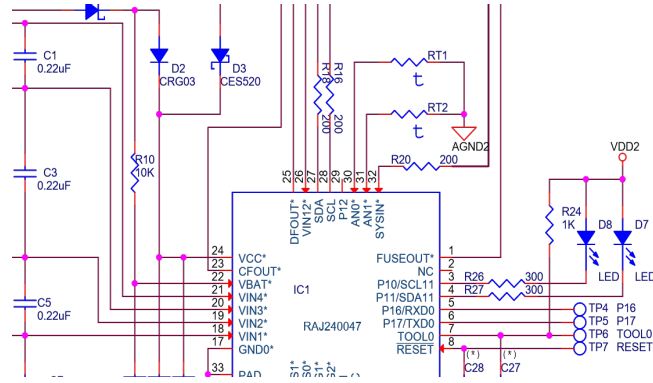 C1
0.22uF
D2
CRG03
D3
CES520
R18
R16
200
200
RT1
t
RT2
t
AGND2
VDD2
C3
0.22uF
R10
10K
R20
200
25
26
27
28
29
30
31
32
DFOUT*
VIN12*
SDA
SCL
P12
AN0*
AN1*
SYSIN*
R24
1K
D8
D7
LED
LED
24
VCC*
23
CFOUT*
22
VBAT*
21
VIN4*
20
VIN3*
19
VIN2*
18
VIN1*
17
GND0*
33
PAD
IC1
RAJ240047
FUSEOUT*
1
NC
2
P10/SCL11
3
R26
300
P11/SDA11
4
R27
300
P16/RXD0
5
TP4 P16
P17/TXD0
6
TP5 P17
TOOL0
7
TP6 TOOL0
RESET
8
TP7 RESET
C5
0.22uF
(*)
C28
(*)
C27